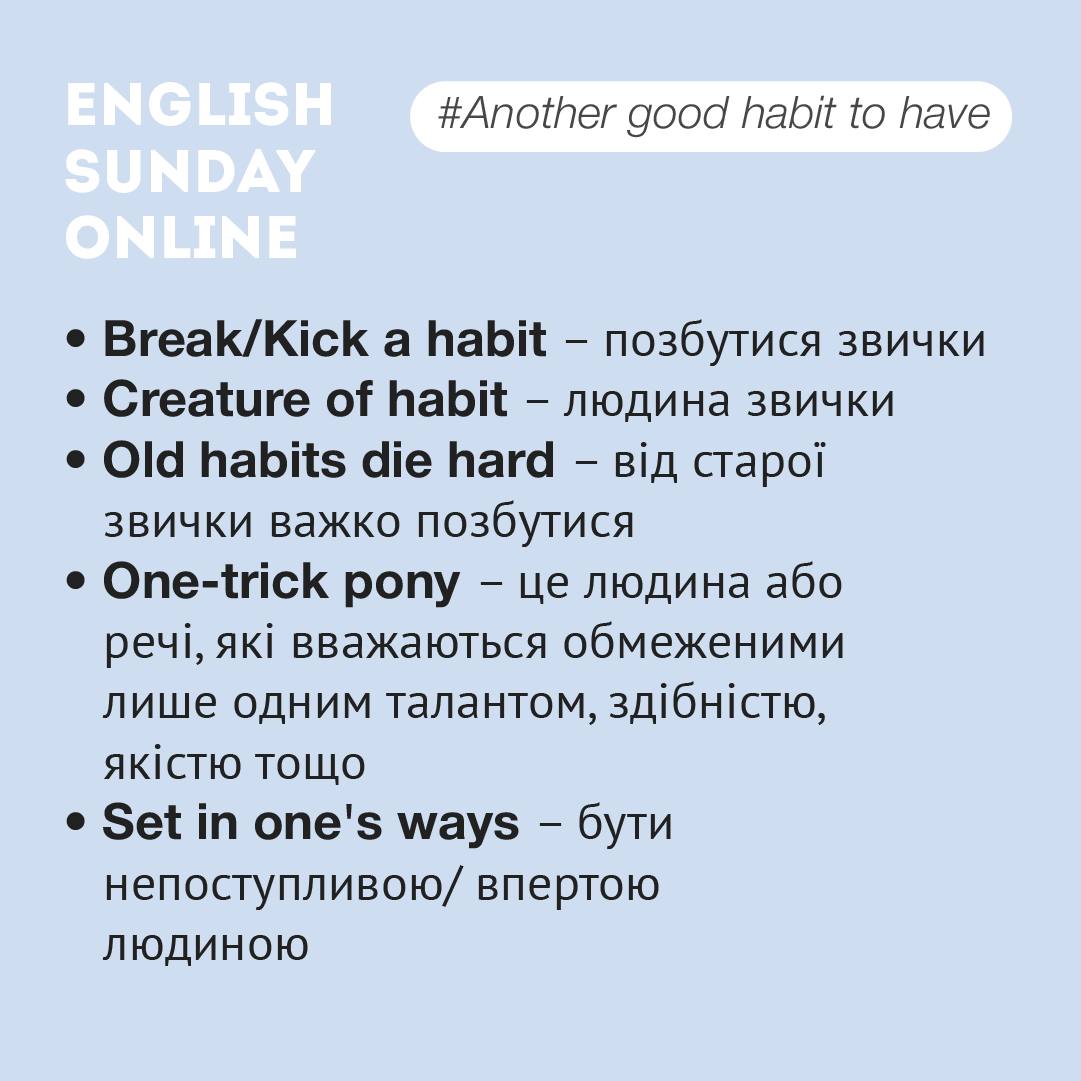 ENGLISH
SUNDAY
ONLINE
#Another good habit to have
• Break/Kick a habit – позбутися звички
• Creature of habit – людина звички
• Old habits die hard – від старої
звички важко позбутися
• One-trick pony – це людина або
речі, які вважаються обмеженими
лише одним талантом, здібністю,
якістю тощо
• Set in one's ways – бути
непоступливою/ впертою
людиною